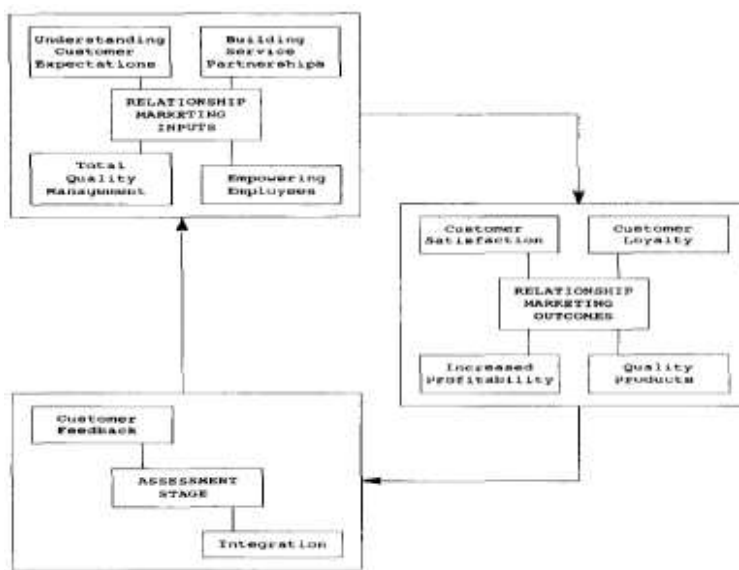 Understanding
Customer
Expectations
Building
Service
Partnerships
RELATIONSHIP
MARKETING
INPUTS
Total
Quality
Management
Empowering
Employees
Customer
Satisfaction
Customer
Loyalty
RELATIONSHIP
MARKETING
OUTCOMES
Increased
Profitability
Quality
Products
Customer
Feedback
ASSESSMENT
STAGE
Integration